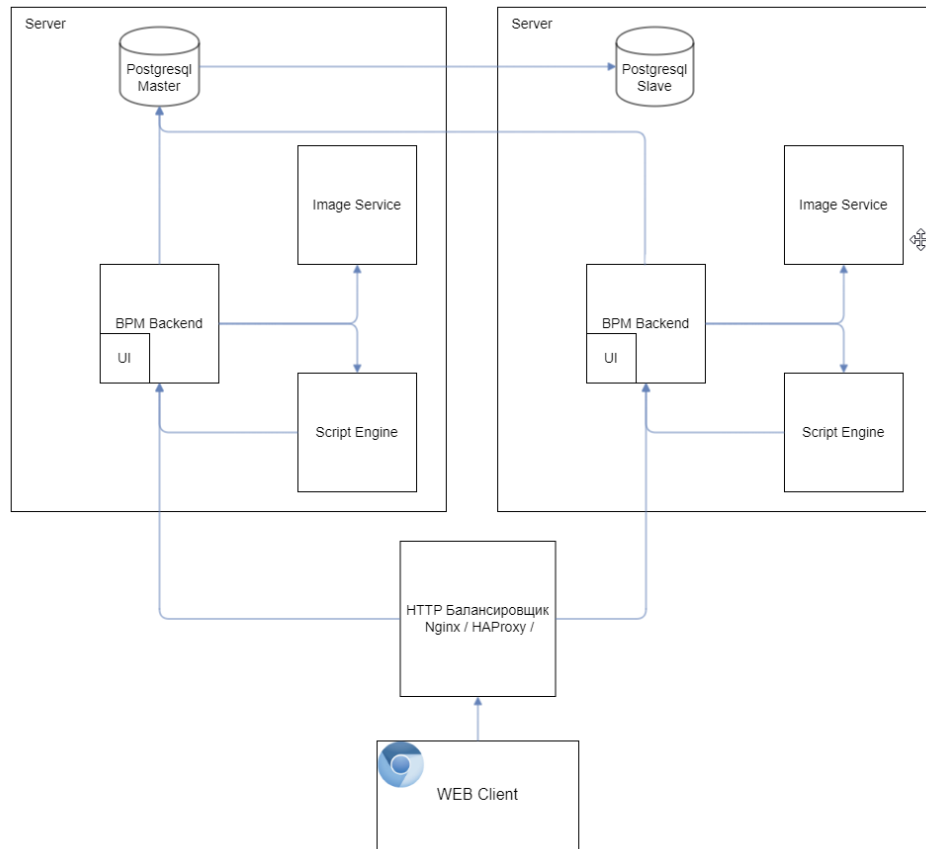 Server
Server
Postgresql
Master
Postgresql
Slave
Image Service
Image Service
BPM Backend
UI
BPM Backend
UI
Script Engine
Script Engine
HTTP Балансировщик
Nginx / HAProxy /
WEB Client